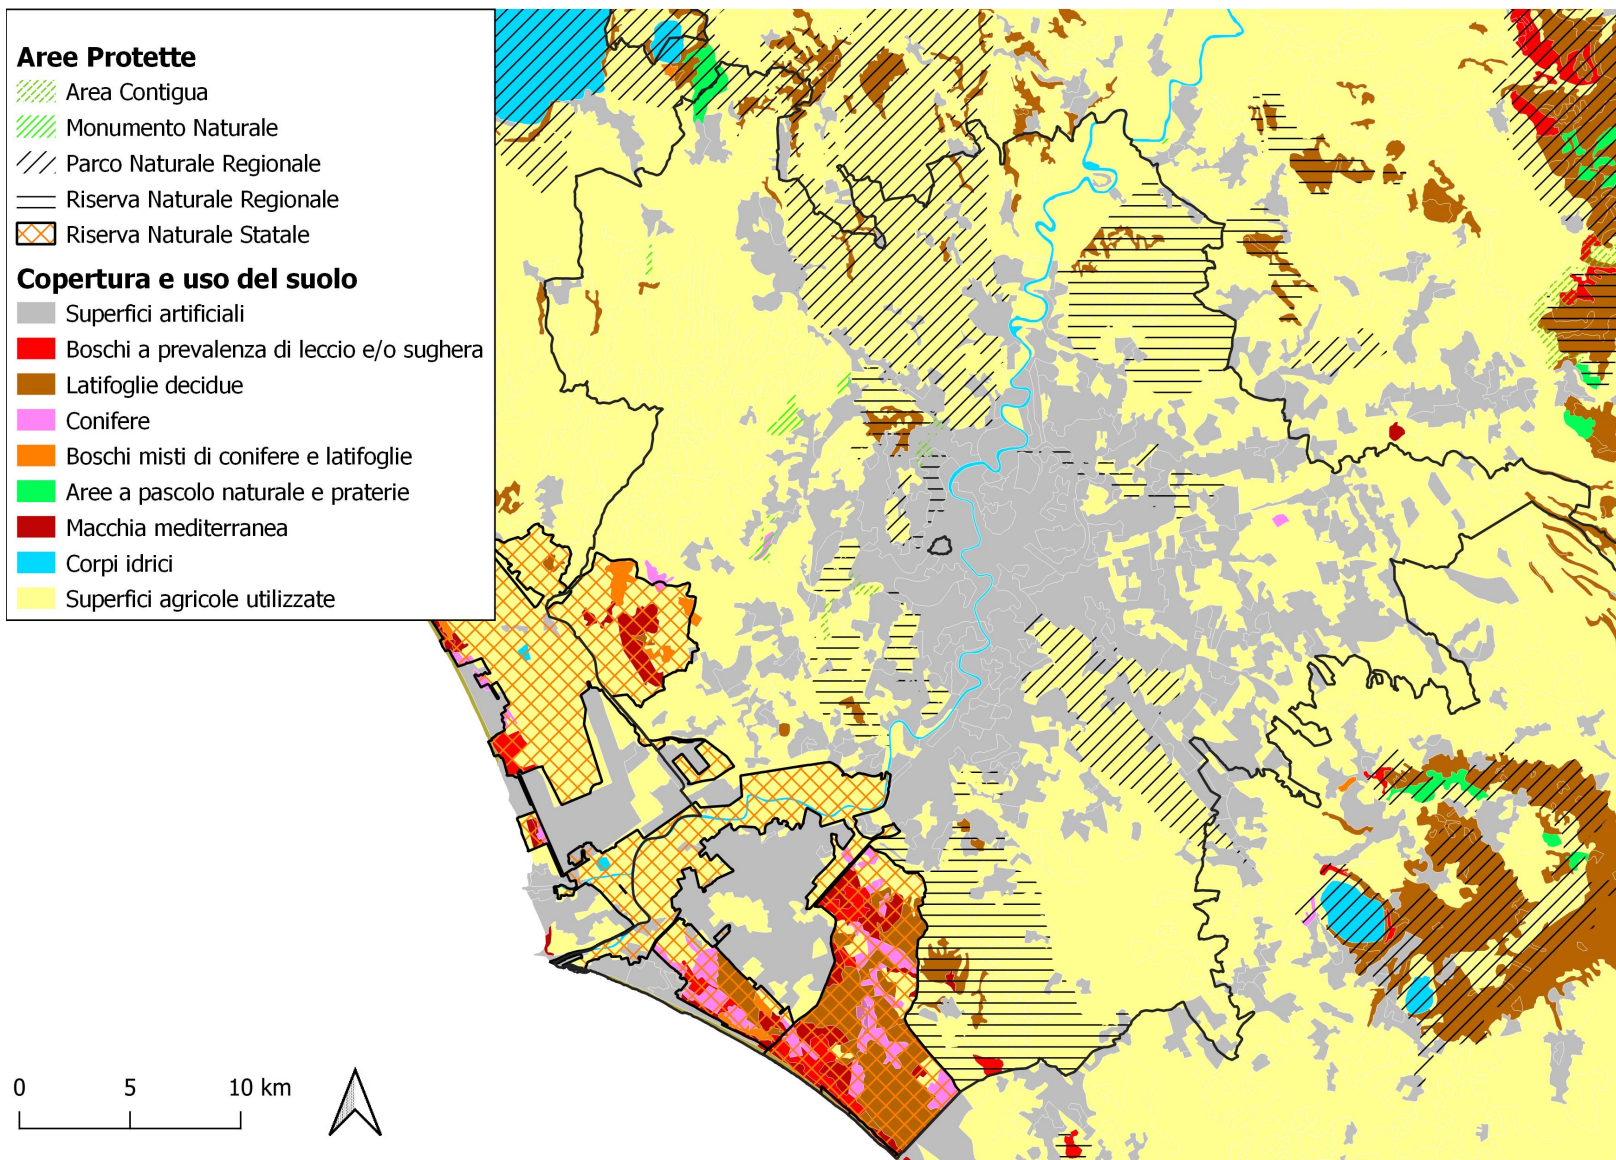 Aree Protette
Area Contigua
Monumento Naturale
Parco Naturale Regionale
Riserva Naturale Regionale
Riserva Naturale Statale
Copertura e uso del suolo
Superfici artificiali
Boschi a prevalenza di leccio e/o sughera
Latifoglie decidue
Conifere
Boschi misti di conifere e latifoglie
Aree a pascolo naturale e praterie
Macchia mediterranea
Corpi idrici
Superfici agricole utilizzate
0 5 10 km